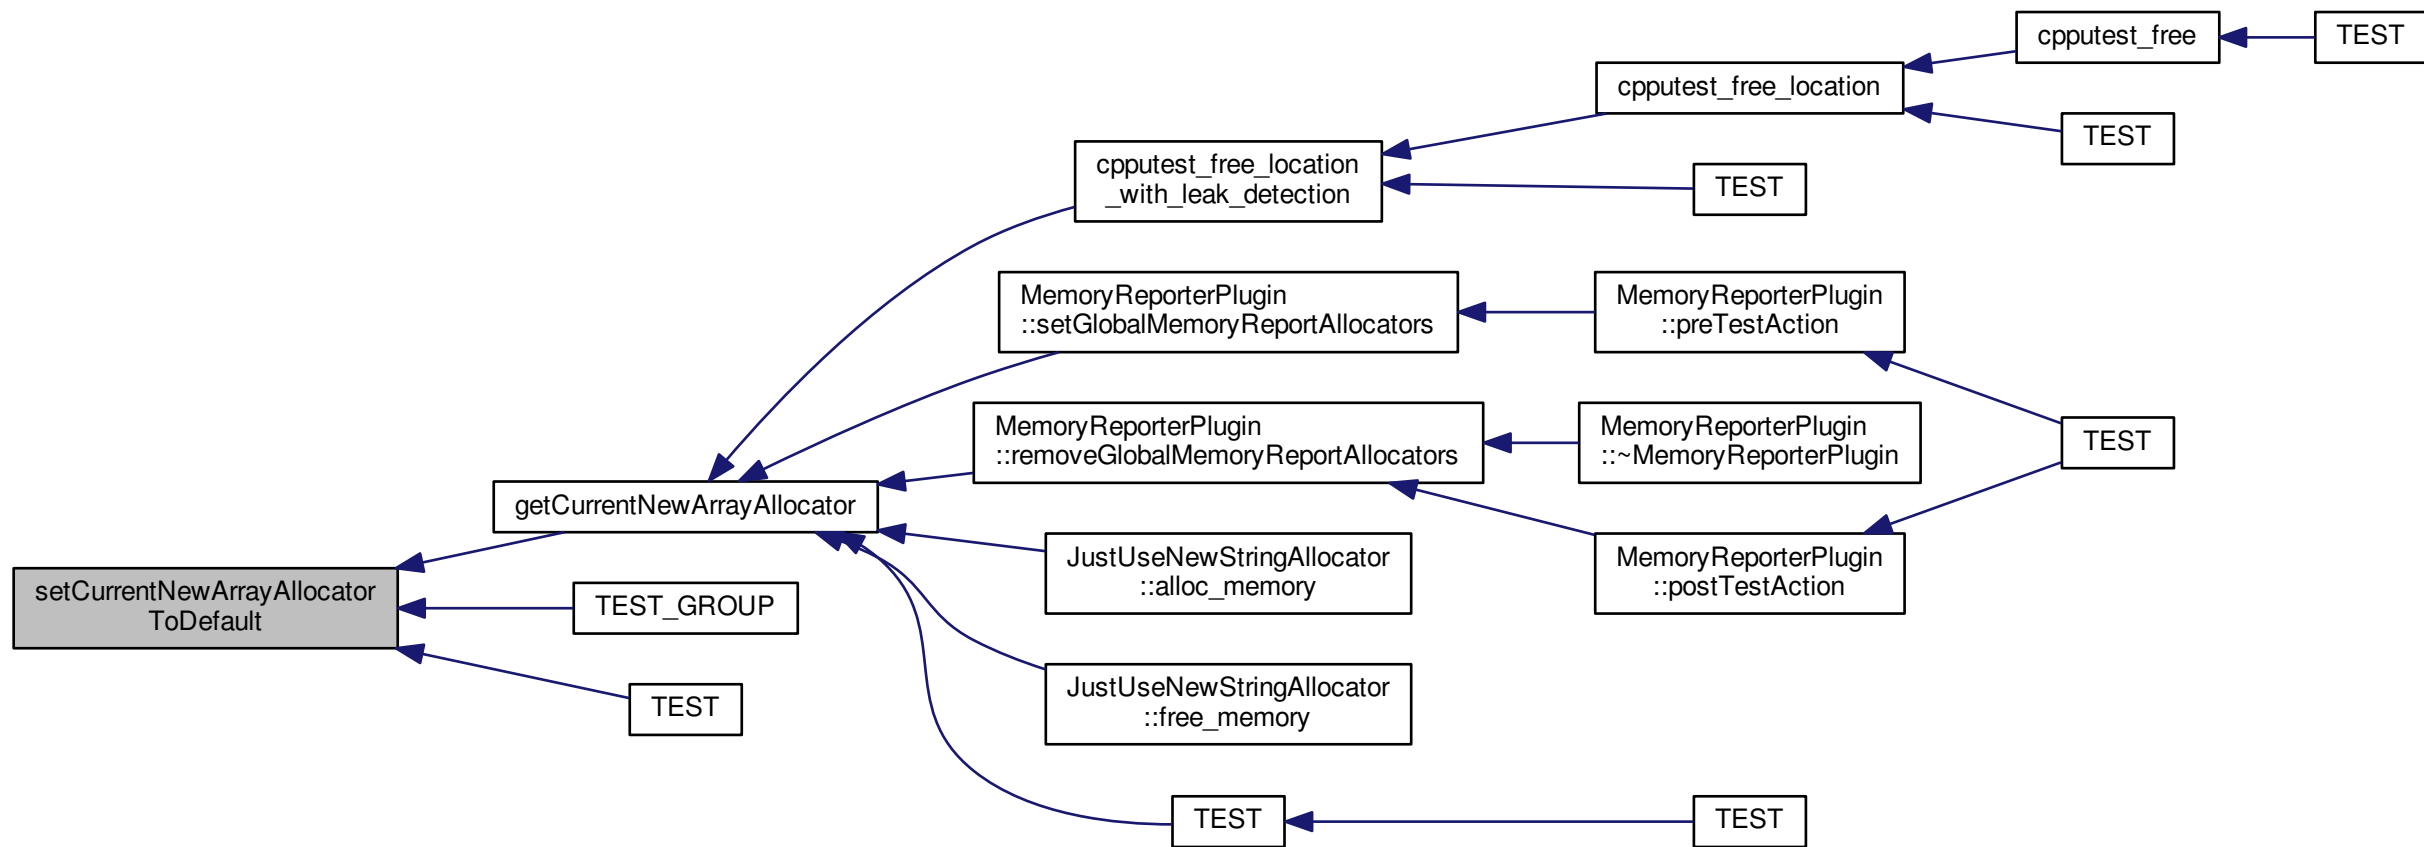 cpputest_free
TEST
cpputest_free_location
TEST
cpputest_free_location
_with_leak_detection
TEST
MemoryReporterPlugin
::setGlobalMemoryReportAllocators
MemoryReporterPlugin
::preTestAction
MemoryReporterPlugin
::removeGlobalMemoryReportAllocators
MemoryReporterPlugin
::~MemoryReporterPlugin
TEST
getCurrentNewArrayAllocator
JustUseNewStringAllocator
::alloc_memory
MemoryReporterPlugin
::postTestAction
setCurrentNewArrayAllocator
ToDefault
TEST_GROUP
TEST
JustUseNewStringAllocator
::free_memory
TEST
TEST